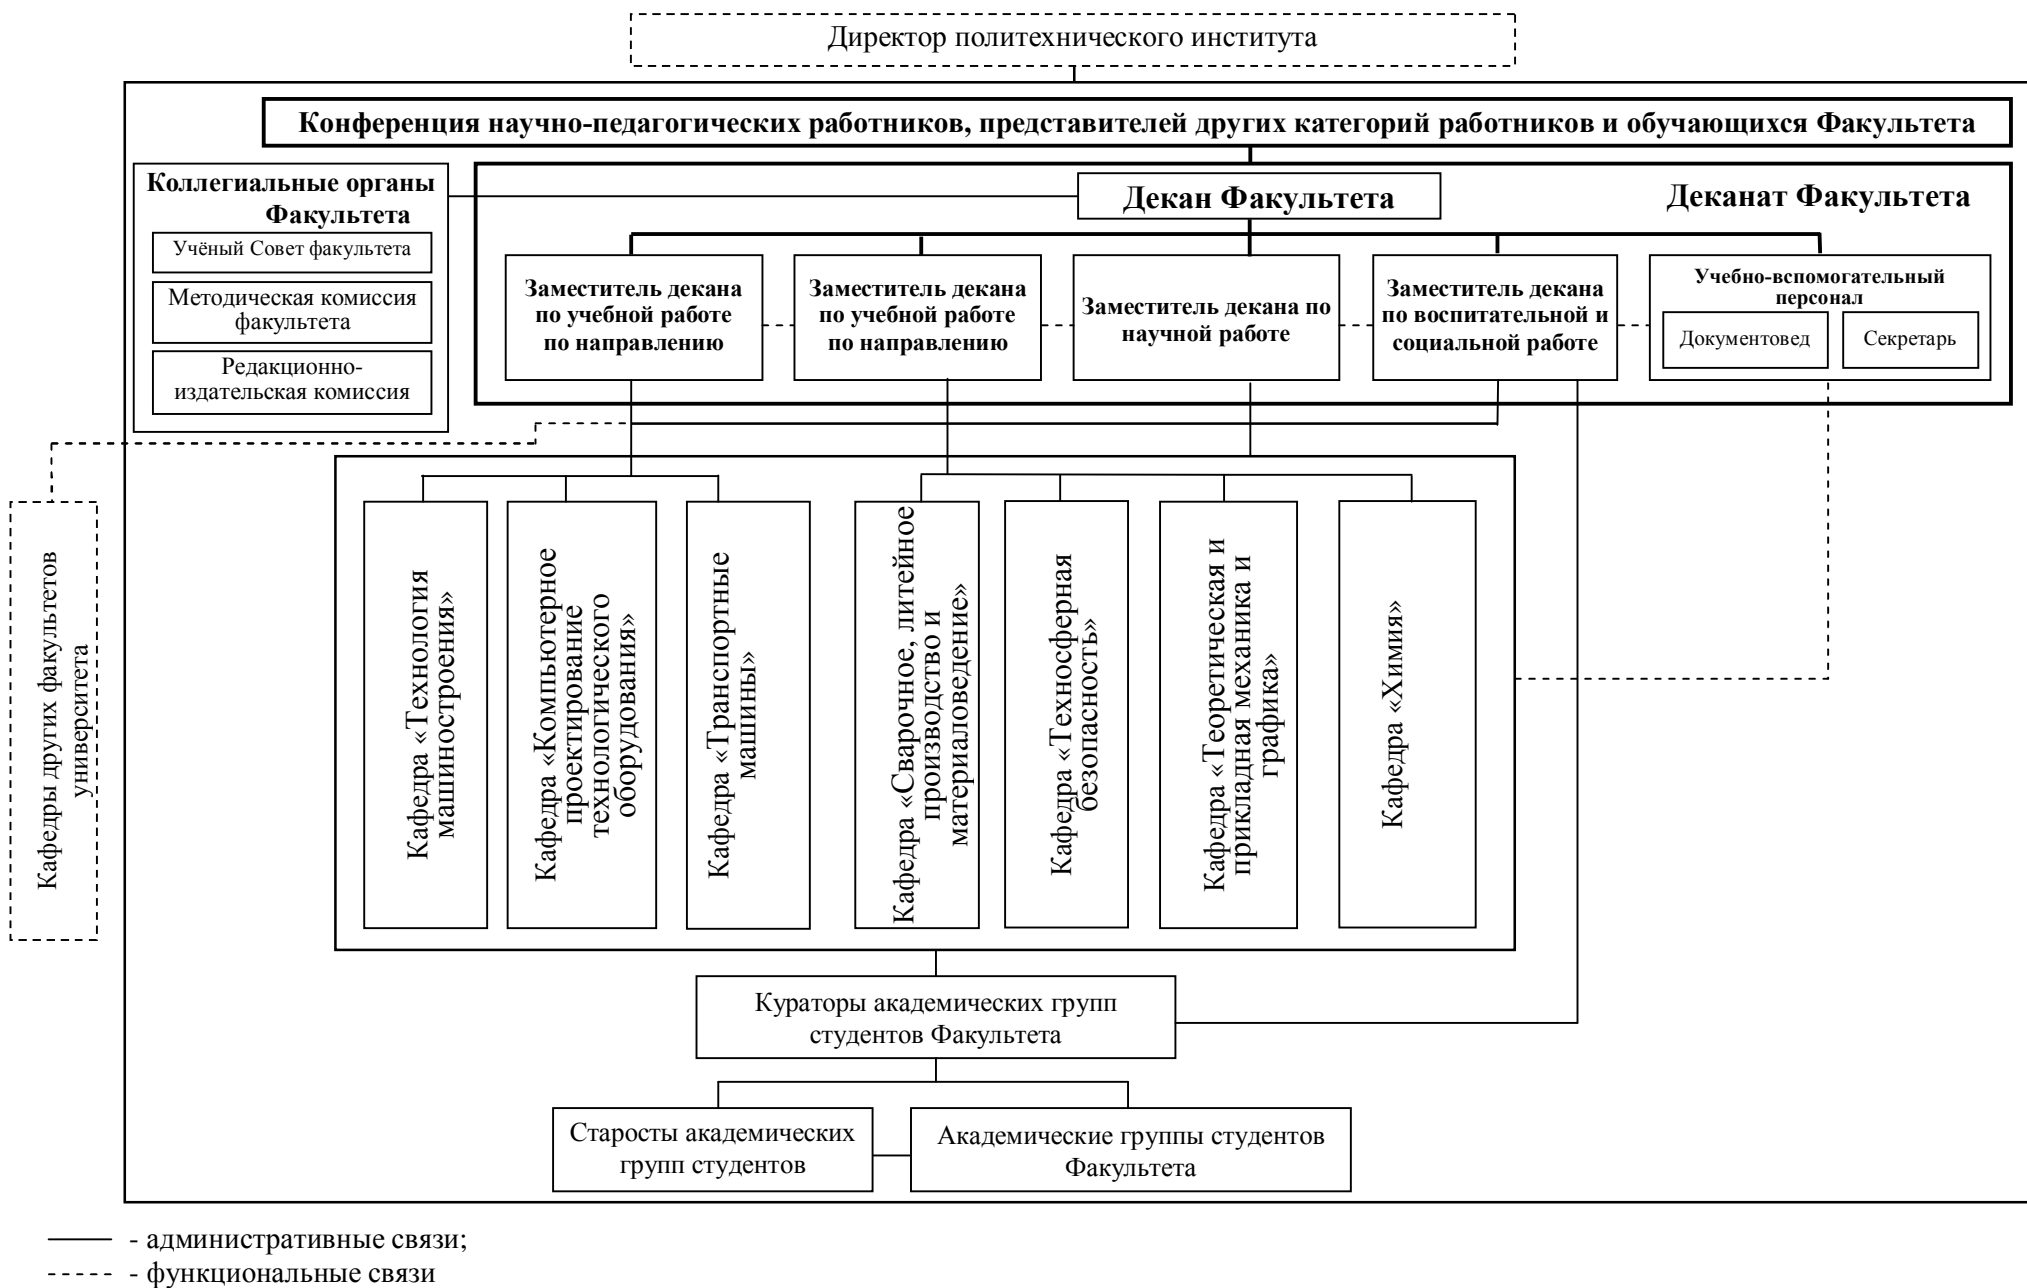 Директор политехнического института
Конференция научно-педагогических работников, представителей других категорий работников и обучающихся Факультета
Коллегиальные органы
Факультета
Учёный Совет факультета
Методическая комиссия
факультета
Редакционно-
издательская комиссия
Декан Факультета
Деканат Факультета
Заместитель декана
по учебной работе
по направлению
Заместитель декана
по учебной работе
по направлению
Заместитель декана по
научной работе
Заместитель декана
по воспитательной и
социальной работе
Учебно-вспомогательный
персонал
Документовед
Секретарь
Кафедры других факультетов
университета
Кафедра «Технология
машиностроения»
Кафедра «Компьютерное
проектирование
технологического
оборудования»
Кафедра «Транспортные
машины»
Кафедра «Сварочное, литейное
производство и
материаловедение»
Кафедра «Техносферная
безопасность»
Кафедра «Теоретическая и
прикладная механика и
графика»
Кафедра «Химия»
Кураторы академических групп
студентов Факультета
Старосты академических
групп студентов
Академические группы студентов
Факультета
- административные связи;
- функциональные связи